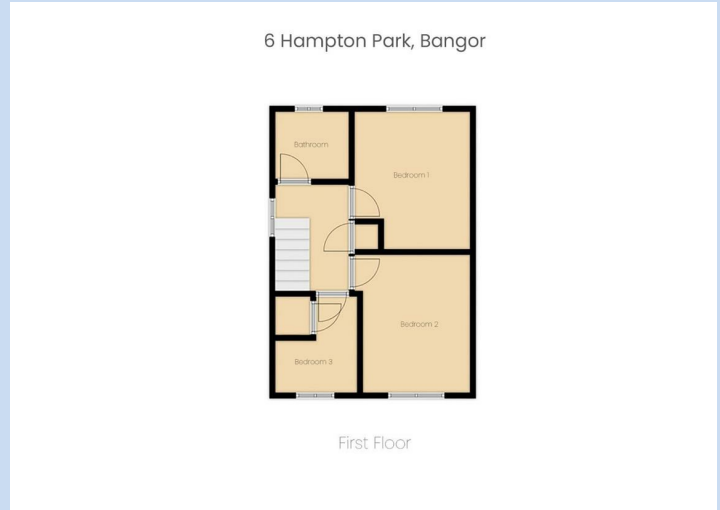 6 Hampton Park, Bangor
Bathroom
Bedroom 1
Bedroom 2
Bedroom 3
First Floor